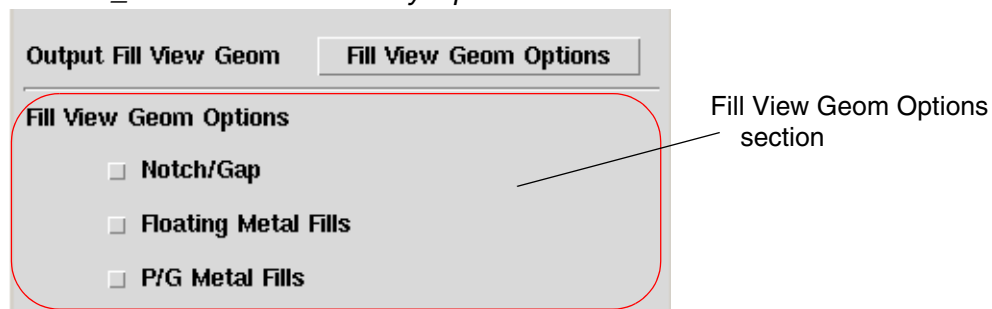 Output Fill View Geom Fill View Geom Options
Fill View Geom Options
Notch/Gap
Floating Metal Fills
P/G Metal Fills
Fill View Geom Options
section